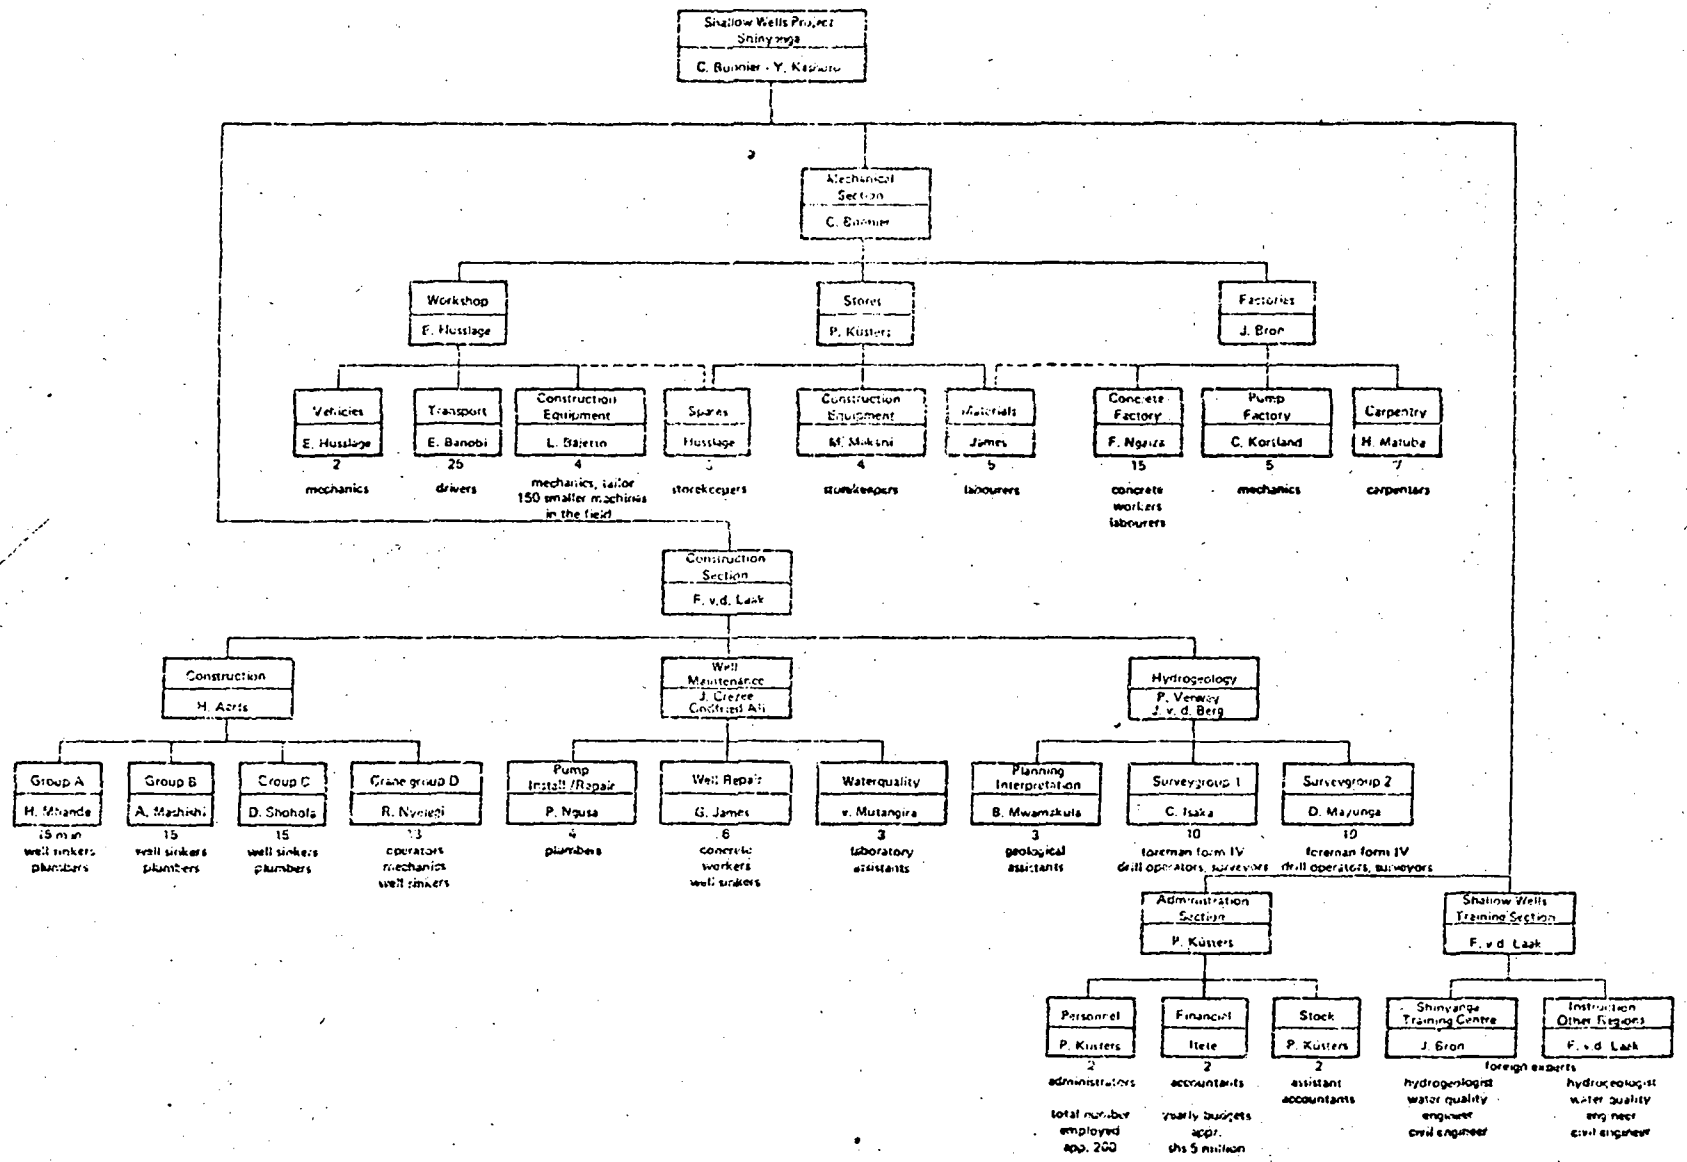 Shallow Wells Project
Shinyanga
C. Bonnier - Y. Kashoro
Mechanical
Section
C. Bonnier
Workshop
E. Husslage
Stores
P. Küsters
Factories
J. Bron
Vehicles
E. Husslage
2
mechanics
Transport
E. Banobi
25
drivers
Construction
Equipment
L. Bajetio
4
mechanics, tailor
150 smaller machines
in the field
Spares
Husslage
storekeepers
Construction
Equipment
4
storekeepers
Materials
James
5
labourers
Concrete
Factory
F. Ngaiza
15
concrete
workers
labourers
Pump
Factory
C. Korsland
5
mechanics
Carpentry
H. Matuba
7
carpenters
Construction
Section
F. v.d. Laak
Construction
H. Aarts
Well
Maintenance
J. Crezee
Godfried Ali
Hydrogeology
P. Verwey
J. v. d. Berg
Group A
H. Mhande
15 man
well sinkers
plumbers
Group B
A. Mashishi
15
well sinkers
plumbers
Group C
D. Shohola
15
well sinkers
plumbers
Crane group D
R. Nyelegi
13
operators
mechanics
well sinkers
Pump
Install./Repair
P. Ngusa
4
plumbers
Well Repair
G. James
6
concrete
workers
well sinkers
Waterquality
v. Mutangira
3
laboratory
assistants
Planning
Interpretation
B. Mwamakula
3
geological
assistants
Surveygroup 1
C. Isaka
10
foreman form IV
drill operators, surveyors
Surveygroup 2
D. Mayunga
10
foreman form IV
drill operators, surveyors
Administration
Section
P. Küsters
Shallow Wells
Training Section
F. v.d. Laak
Personnel
P. Küsters
2
administrators
total number
employed
app. 200
Financial
Itete
2
accountants
yearly budgets
appr.
shs 5 million
Stock
P. Küsters
2
assistant
accountants
Shinyanga
Training Centre
J. Bron
Instruction
Other Regions
F. v.d. Laak
foreign experts
hydrogeologist
water quality
engineer
civil engineer
hydrogeologist
water quality
engineer
civil engineer